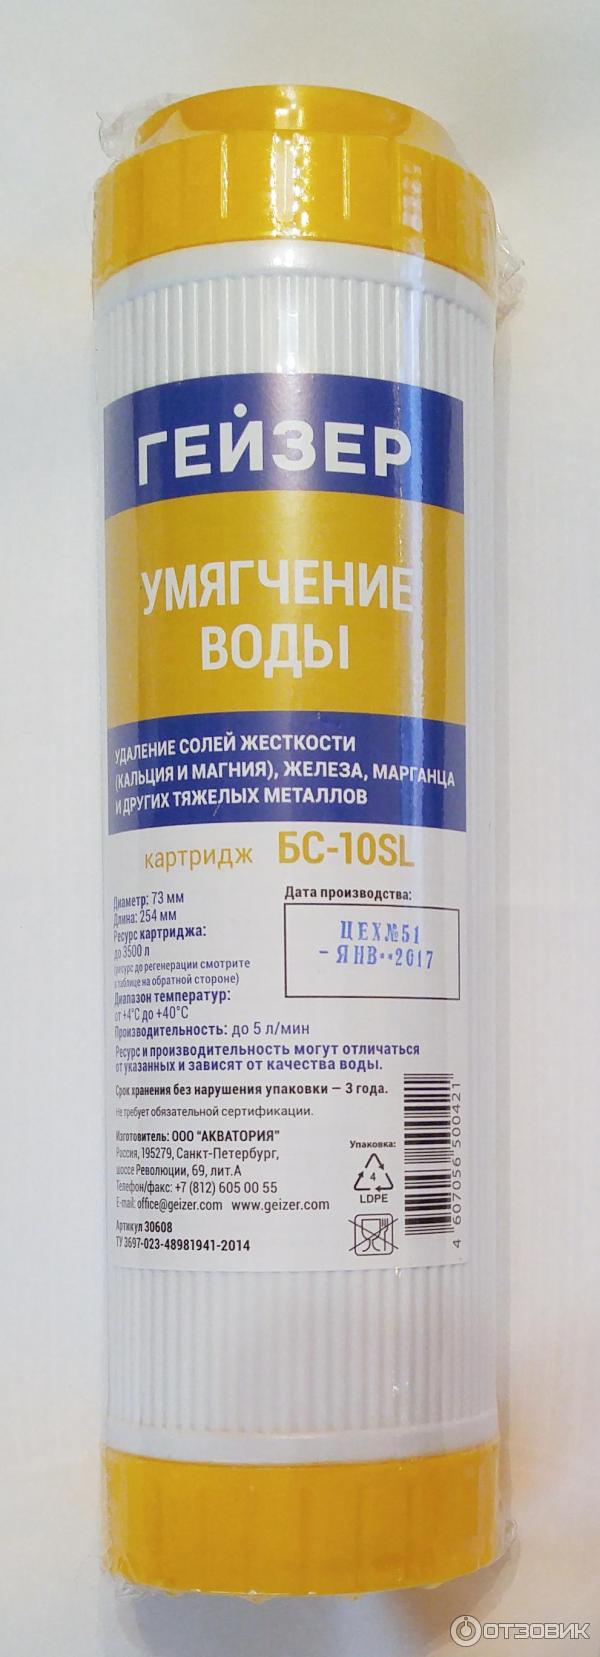 ГЕЙЗЕР
УМЯГЧЕНИЕ
ВОДЫ
УДАЛЕНИЕ СОЛЕЙ ЖЕСТКОСТИ
(КАЛЬЦИЯ И МАГНИЯ), ЖЕЛЕЗА, МАРГАНЦА
И ДРУГИХ ТЯЖЕЛЫХ МЕТАЛЛОВ
картридж БС-10SL
Диаметр: 73 мм
Длина: 254 мм
Ресурс картриджа:
до 3500 л
(ресурс до регенерации смотрите
в таблице на обратной стороне)
Диапазон температур:
от +4°С до +40°С
Производительность: до 5 л/мин
Дата производства:
ЦЕХ№51
- ЯНВ--2017
Ресурс и производительность могут отличаться
от указанных и зависят от качества воды.
Срок хранения без нарушения упаковки — 3 года.
Не требует обязательной сертификации.
Изготовитель: ООО "АКВАТОРИЯ"
Россия, 195279, Санкт-Петербург,
шоссе Революции, 69, лит.А
Телефон/факс: +7 (812) 605 00 55
E-mail: office@geizer.com www.geizer.com
Артикул 30608
ТУ 3697-023-48981941-2014
Упаковка:
4
LDPE
4 607056 500421
ОТЗОВИК